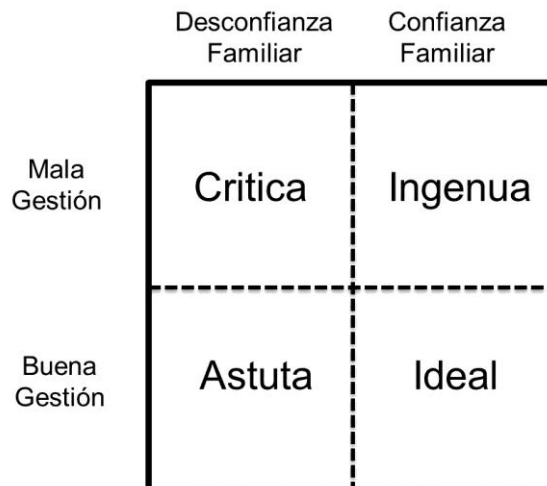 Desconfianza Confianza
Familiar Familiar
Mala
Gestión
Critica Ingenua
Buena
Gestión
Astuta Ideal